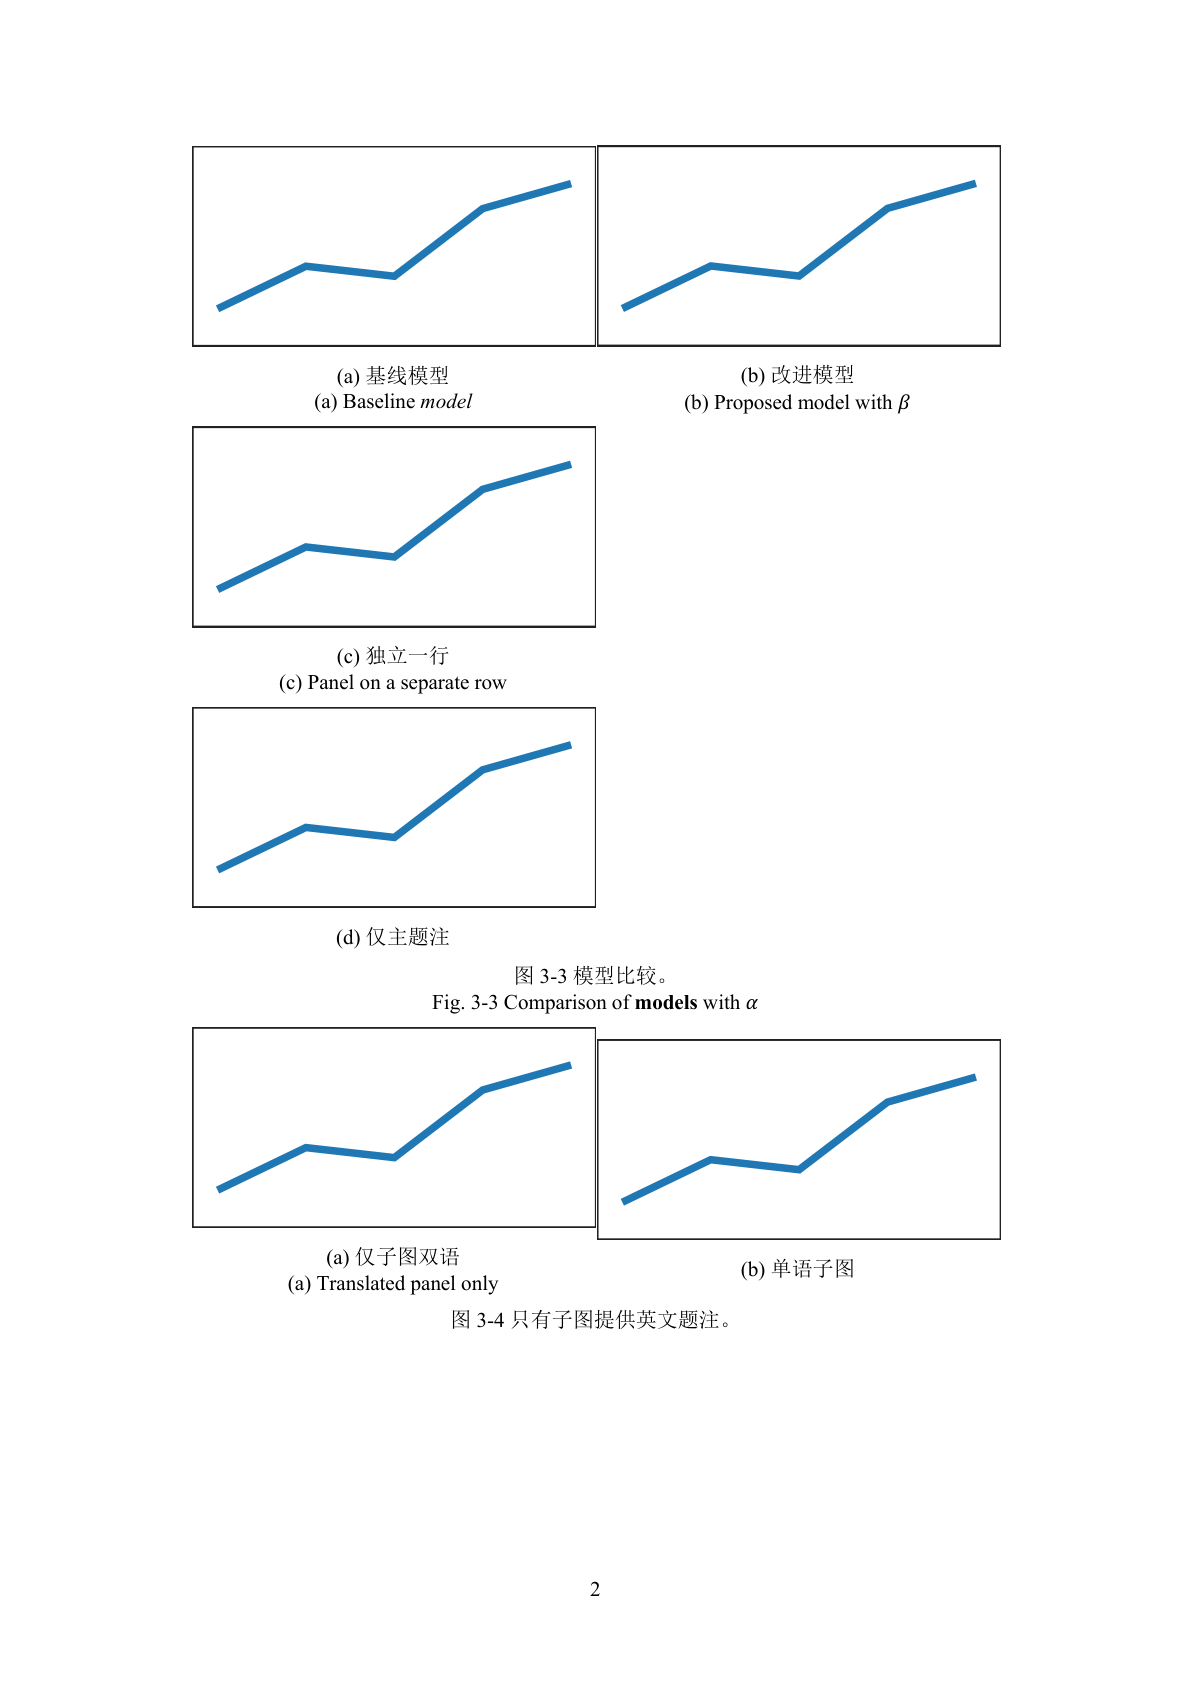 (a) 基线模型
(a) Baseline model
(b) 改进模型
(b) Proposed model with β
(c) 独立一行
(c) Panel on a separate row
(d) 仅主题注
图 3-3 模型比较。
Fig. 3-3 Comparison of models with α
(a) 仅子图双语
(a) Translated panel only
(b) 单语子图
图 3-4 只有子图提供英文题注。
2